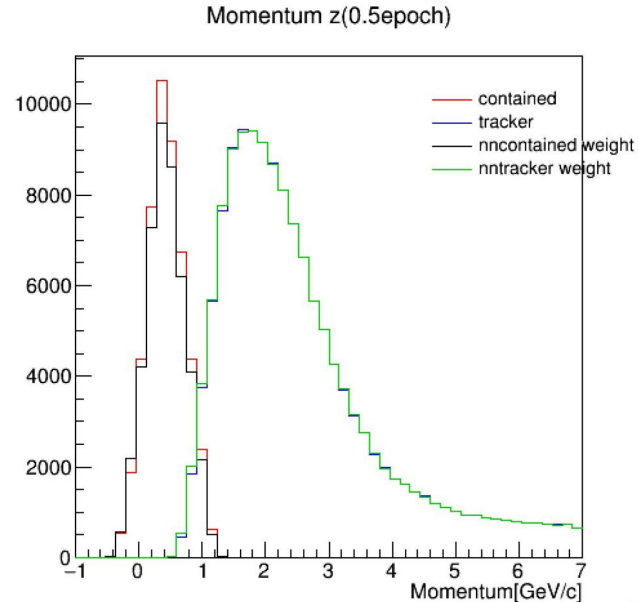 Momentum z(0.5epoch)
10000
8000
6000
4000
2000
0
contained
tracker
nncontained weight
nntracker weight
−1 0 1 2 3 4 5 6 7
Momentum[GeV/c]